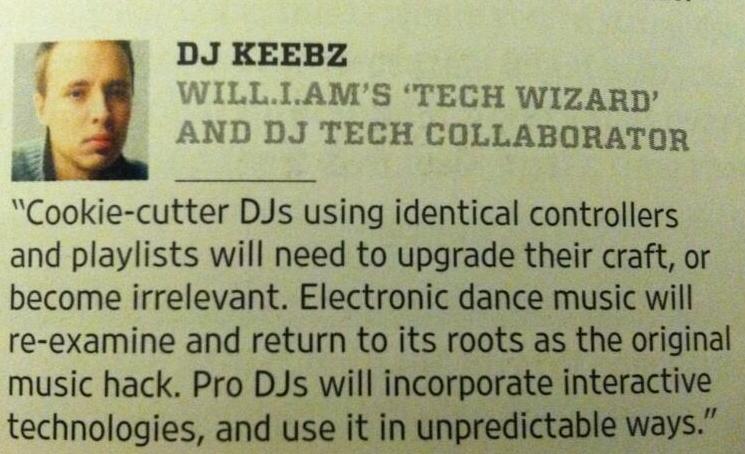 DJ KEEBZ
WILL.I.AM'S 'TECH WIZARD'
AND DJ TECH COLLABORATOR
"Cookie-cutter DJs using identical controllers
and playlists will need to upgrade their craft, or
become irrelevant. Electronic dance music will
re-examine and return to its roots as the original
music hack. Pro DJs will incorporate interactive
technologies, and use it in unpredictable ways."